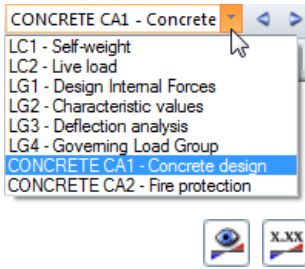 CONCRETE CA1 - Concrete
LC1 - Self-weight
LC2 - Live load
LG1 - Design Internal Forces
LG2 - Characteristic values
LG3 - Deflection analysis
LG4 - Governing Load Group
CONCRETE CA1 - Concrete design
CONCRETE CA2 - Fire protection
X.XX